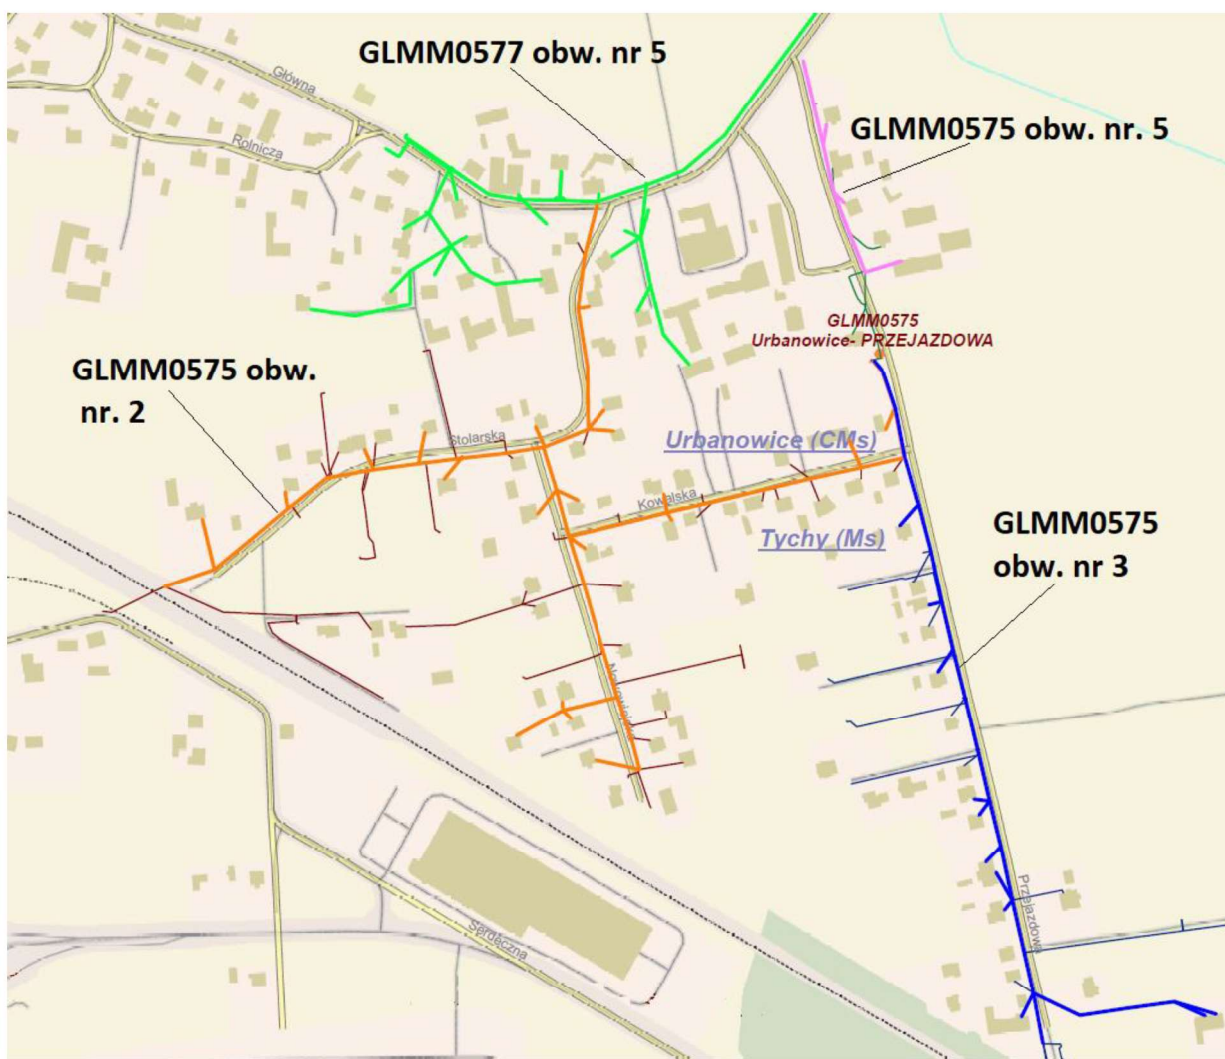 GLMM0577 obw. nr 5
Główna
Rolnicza
GLMM0575 obw. nr. 5
GLMM0575
Urbanowice- PRZEJAZDOWA
GLMM0575 obw.
nr. 2
Stolarska
Urbanowice (CMs)
Kowalska
Tychy (Ms)
GLMM0575
obw. nr 3
Przejazdowa
Serdeczna